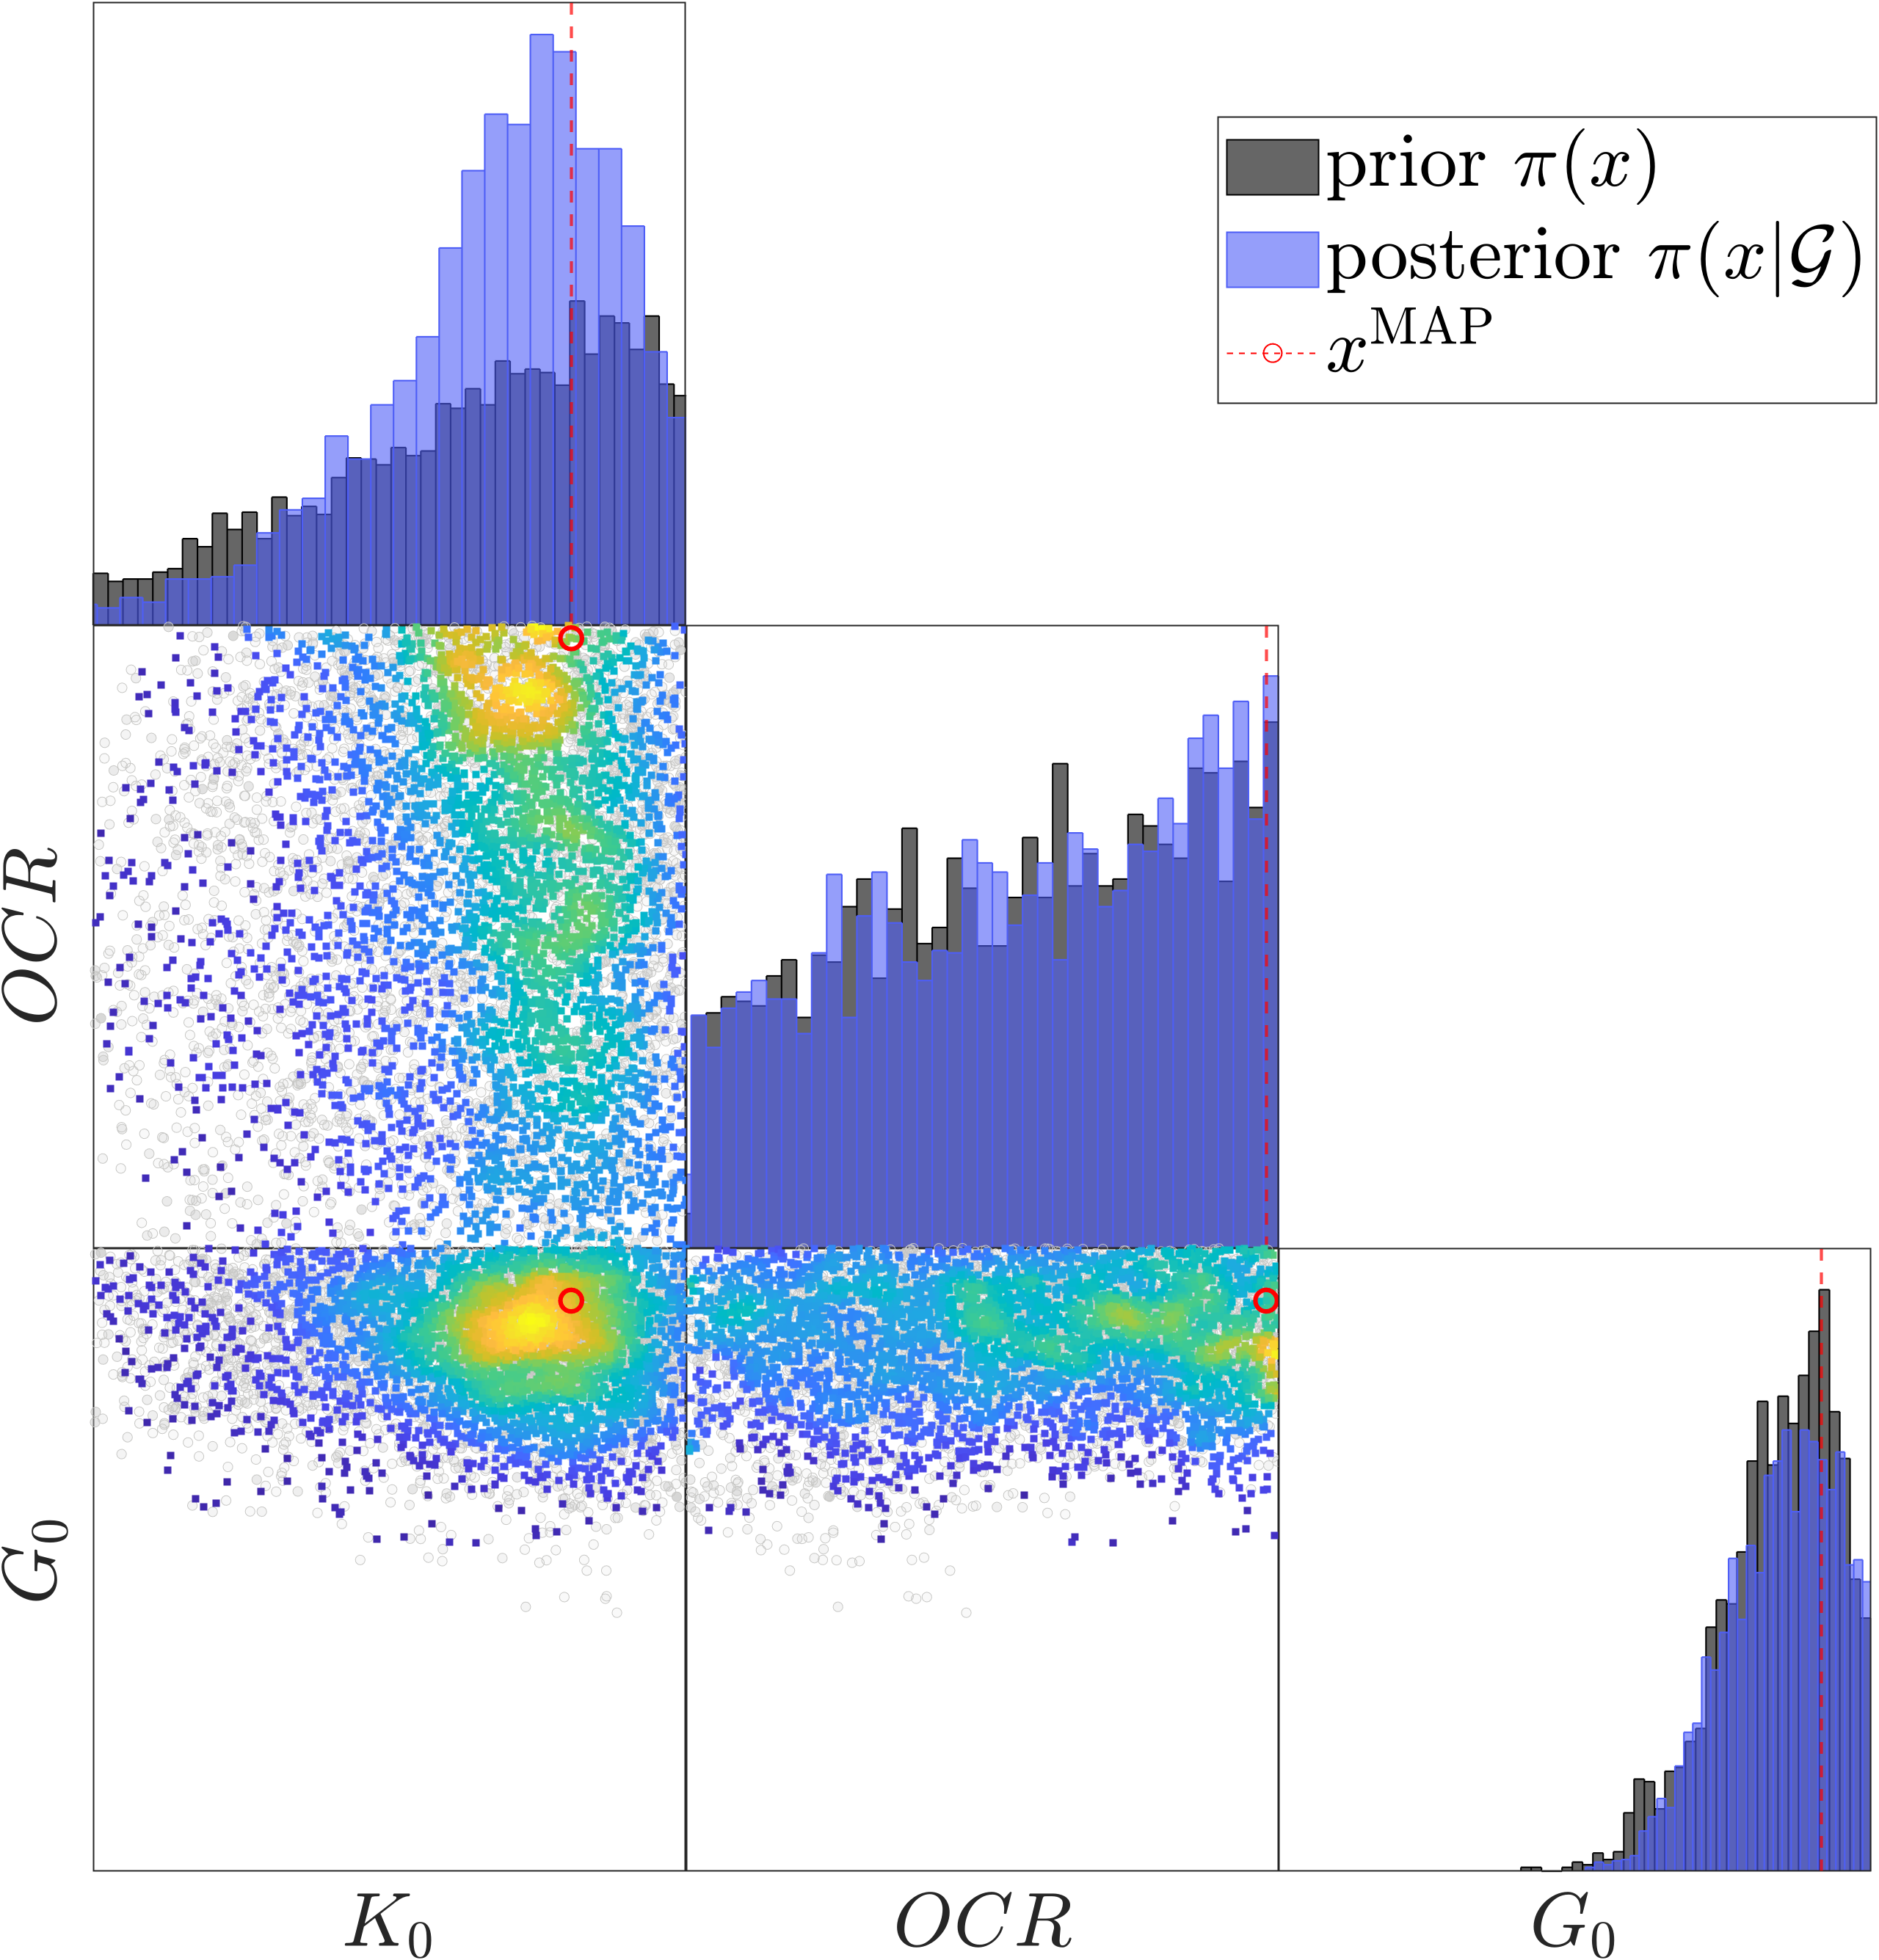 prior π(x)
posterior π(x|𝒢)
x^MAP
OCR
G₀
K₀
OCR
G₀